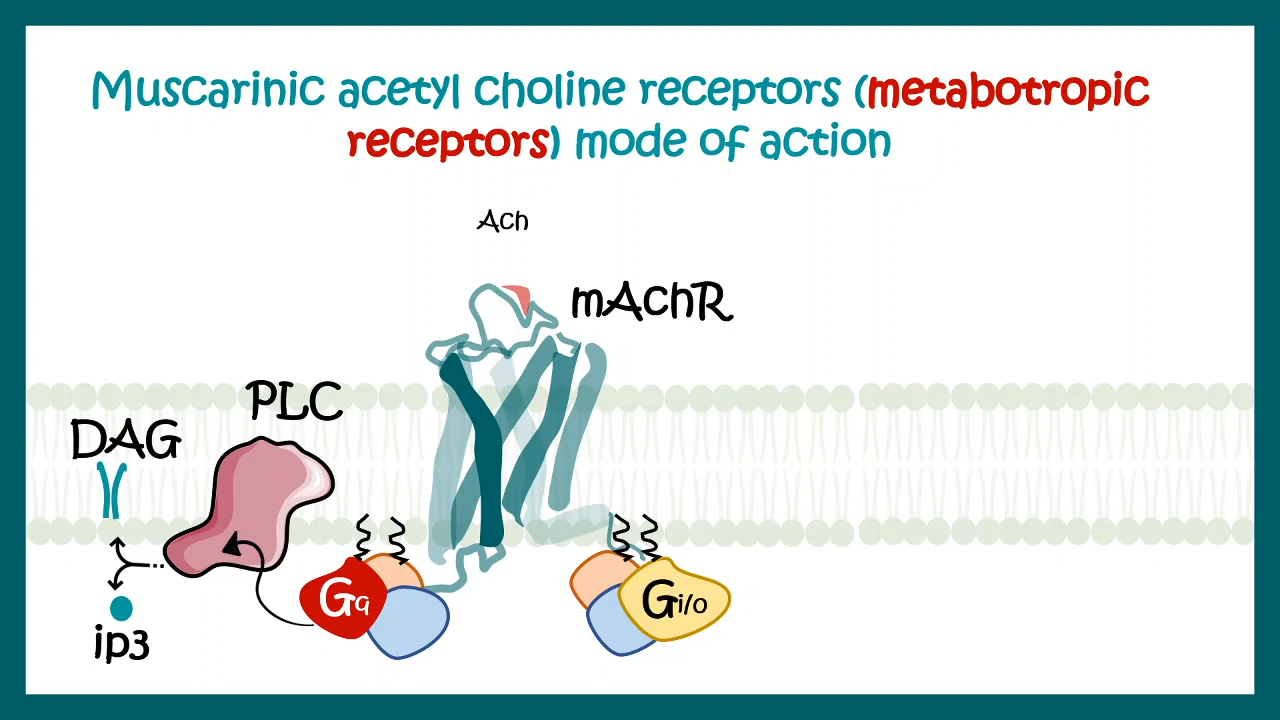 Muscarinic acetyl choline receptors (metabotropic
receptors) mode of action
Ach
mAchR
PLC
DAG
Gq
Gi/o
ip3